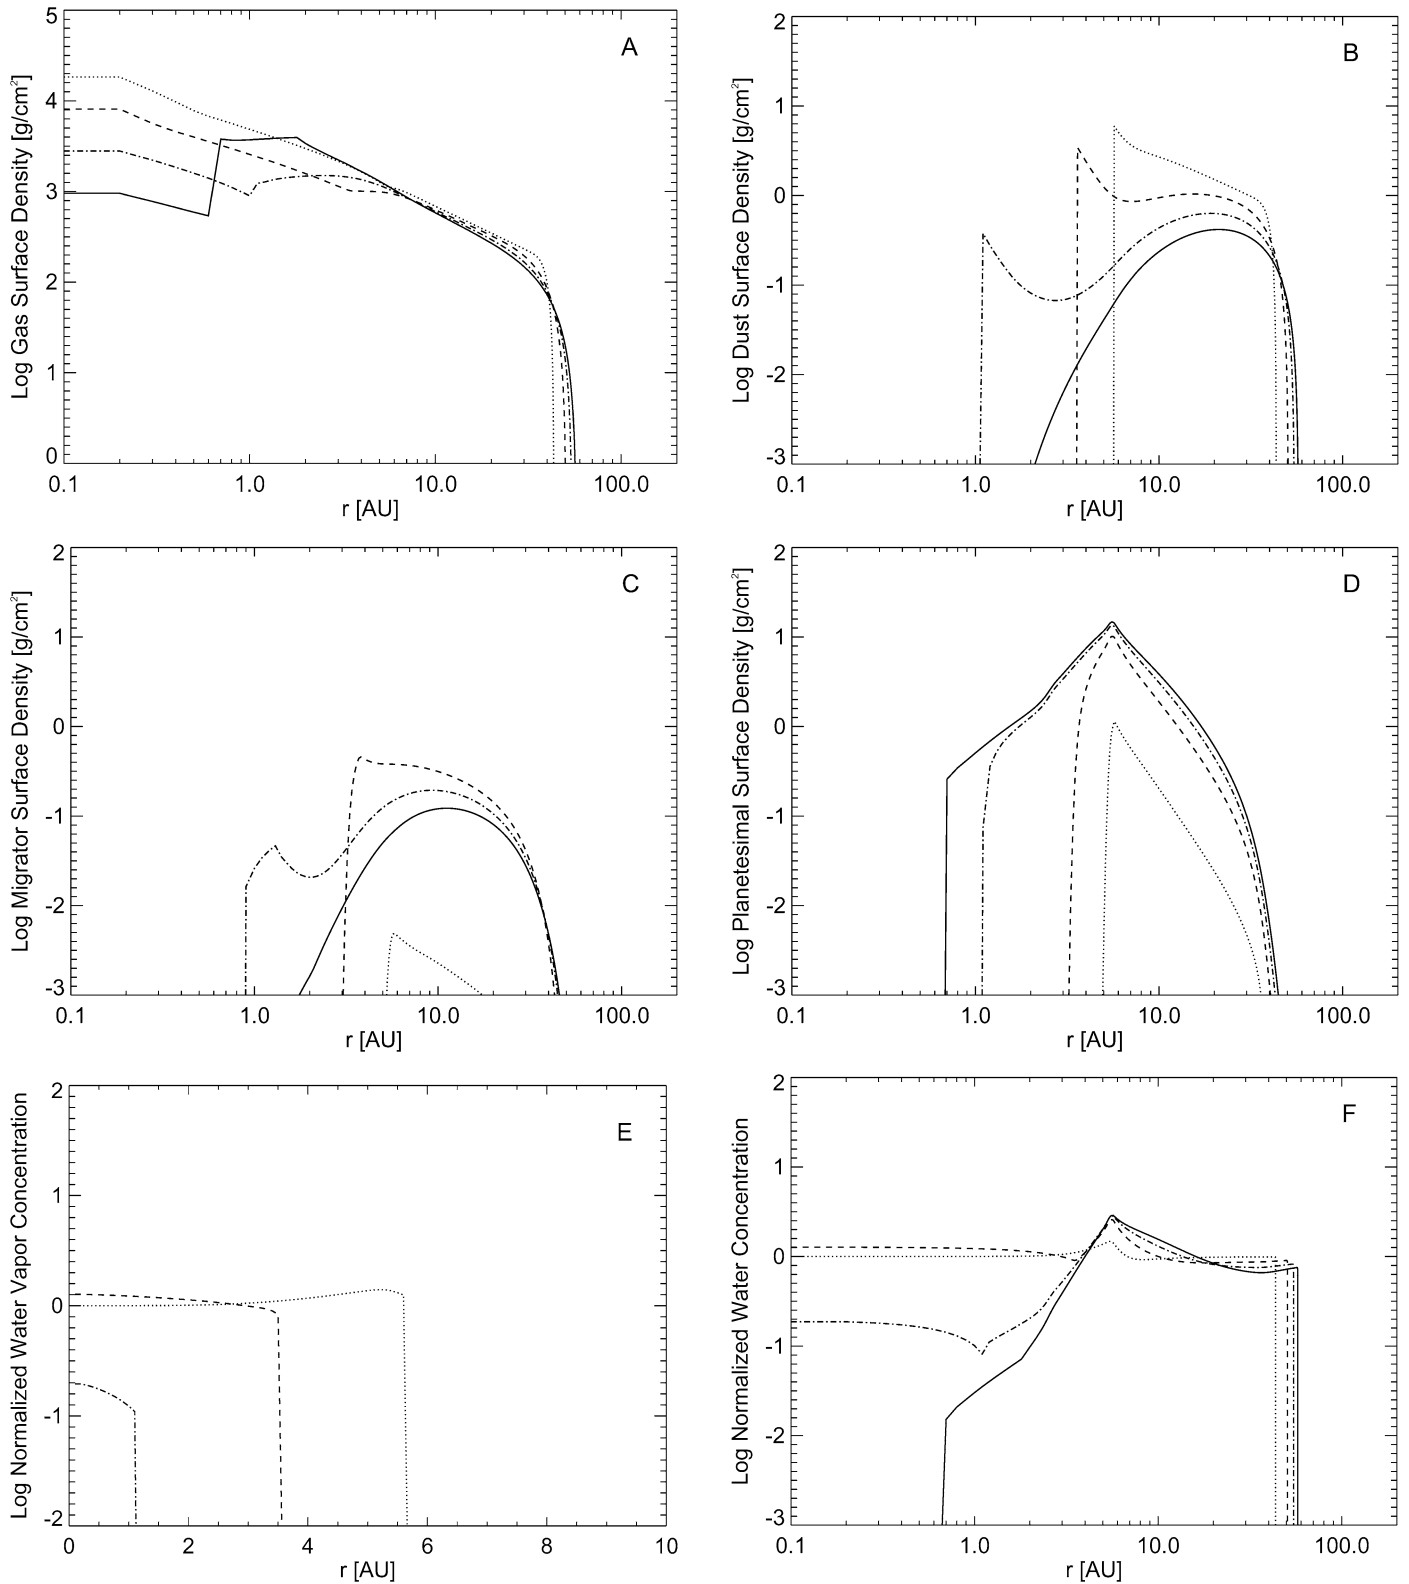 A
Log Gas Surface Density [g/cm²]
5
4
3
2
1
0
0.1 1.0 10.0 100.0
r [AU]
B
Log Dust Surface Density [g/cm²]
2
1
0
-1
-2
-3
0.1 1.0 10.0 100.0
r [AU]
C
Log Migrator Surface Density [g/cm²]
2
1
0
-1
-2
-3
0.1 1.0 10.0 100.0
r [AU]
D
Log Planetesimal Surface Density [g/cm²]
2
1
0
-1
-2
-3
0.1 1.0 10.0 100.0
r [AU]
E
Log Normalized Water Vapor Concentration
2
1
0
-1
-2
0 2 4 6 8 10
r [AU]
F
Log Normalized Water Concentration
2
1
0
-1
-2
-3
0.1 1.0 10.0 100.0
r [AU]